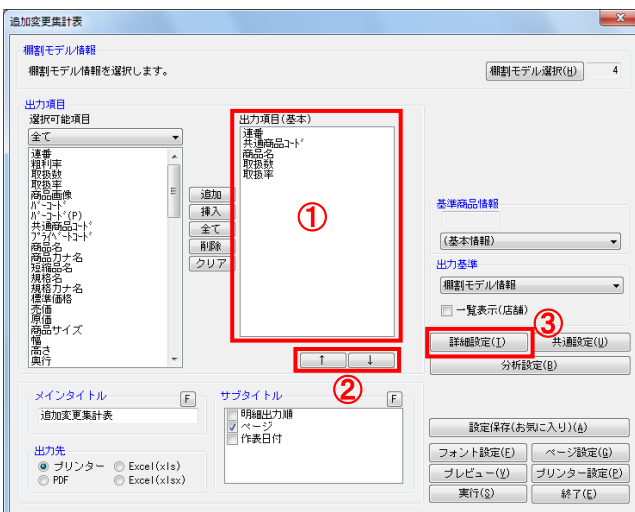 追加変更集計表
棚割モデル情報
棚割モデル情報を選択します。
棚割モデル選択(H) 4
出力項目
選択可能項目
全て
連番
粗利率
取扱数
取扱率
商品画像
バーコード
バーコード(P)
共通商品コード
プライベートコード
商品名
商品カナ名
短縮品名
規格名
規格カナ名
標準価格
売価
原価
商品サイズ
幅
高さ
奥行
追加
挿入
全て
削除
クリア
出力項目(基本)
連番
共通商品コード
商品名
取扱数
取扱率
①
↑ ↓
②
基準商品情報
(基本情報)
出力基準
棚割モデル情報
一覧表示(店舗)
③
詳細設定(I) 共通設定(U)
分析設定(B)
メインタイトル F
追加変更集計表
出力先
プリンター Excel(xls)
PDF Excel(xlsx)
サブタイトル F
明細出力順
ページ
作表日付
設定保存(お気に入り)(A)
フォント設定(F) ページ設定(G)
プレビュー(V) プリンター設定(P)
実行(S) 終了(E)